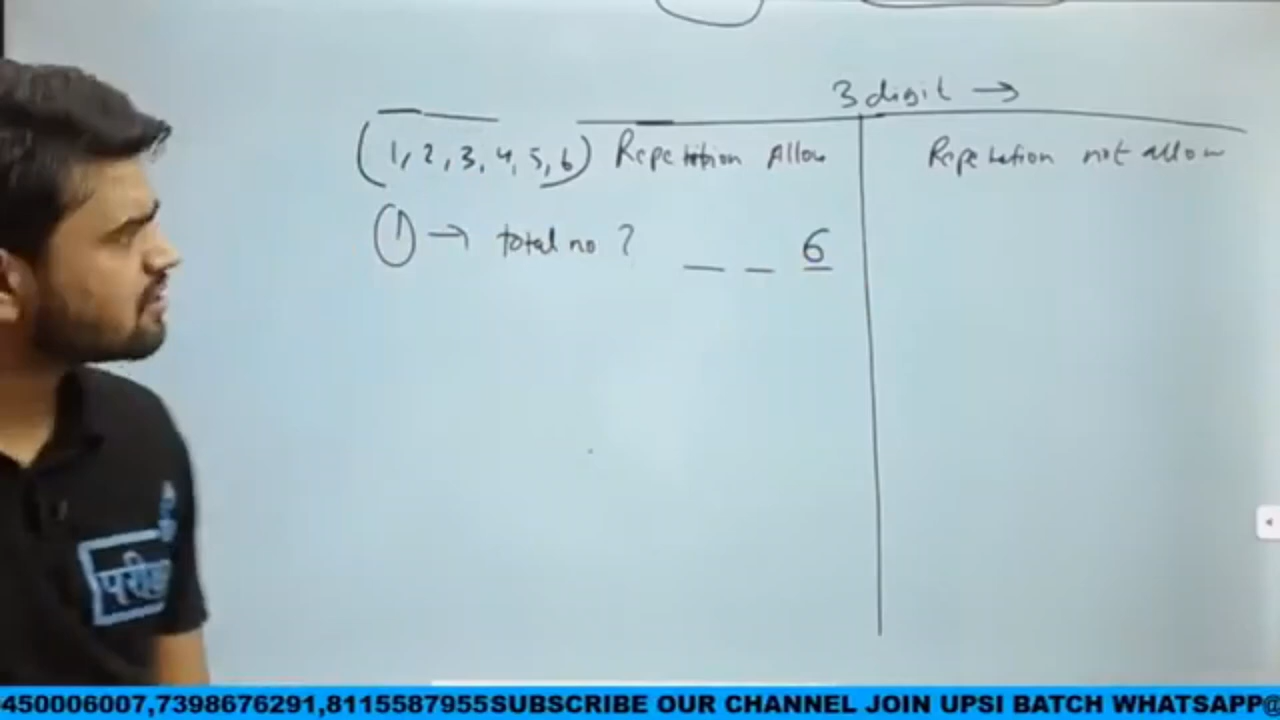 3 digit →
(1, 2, 3, 4, 5, 6) Repetition Allow
Repetation not allow
① → total no ? _ _ 6
परीक्षा
450006007,7398676291,8115587955SUBSCRIBE OUR CHANNEL JOIN UPSI BATCH WHATSAPP@